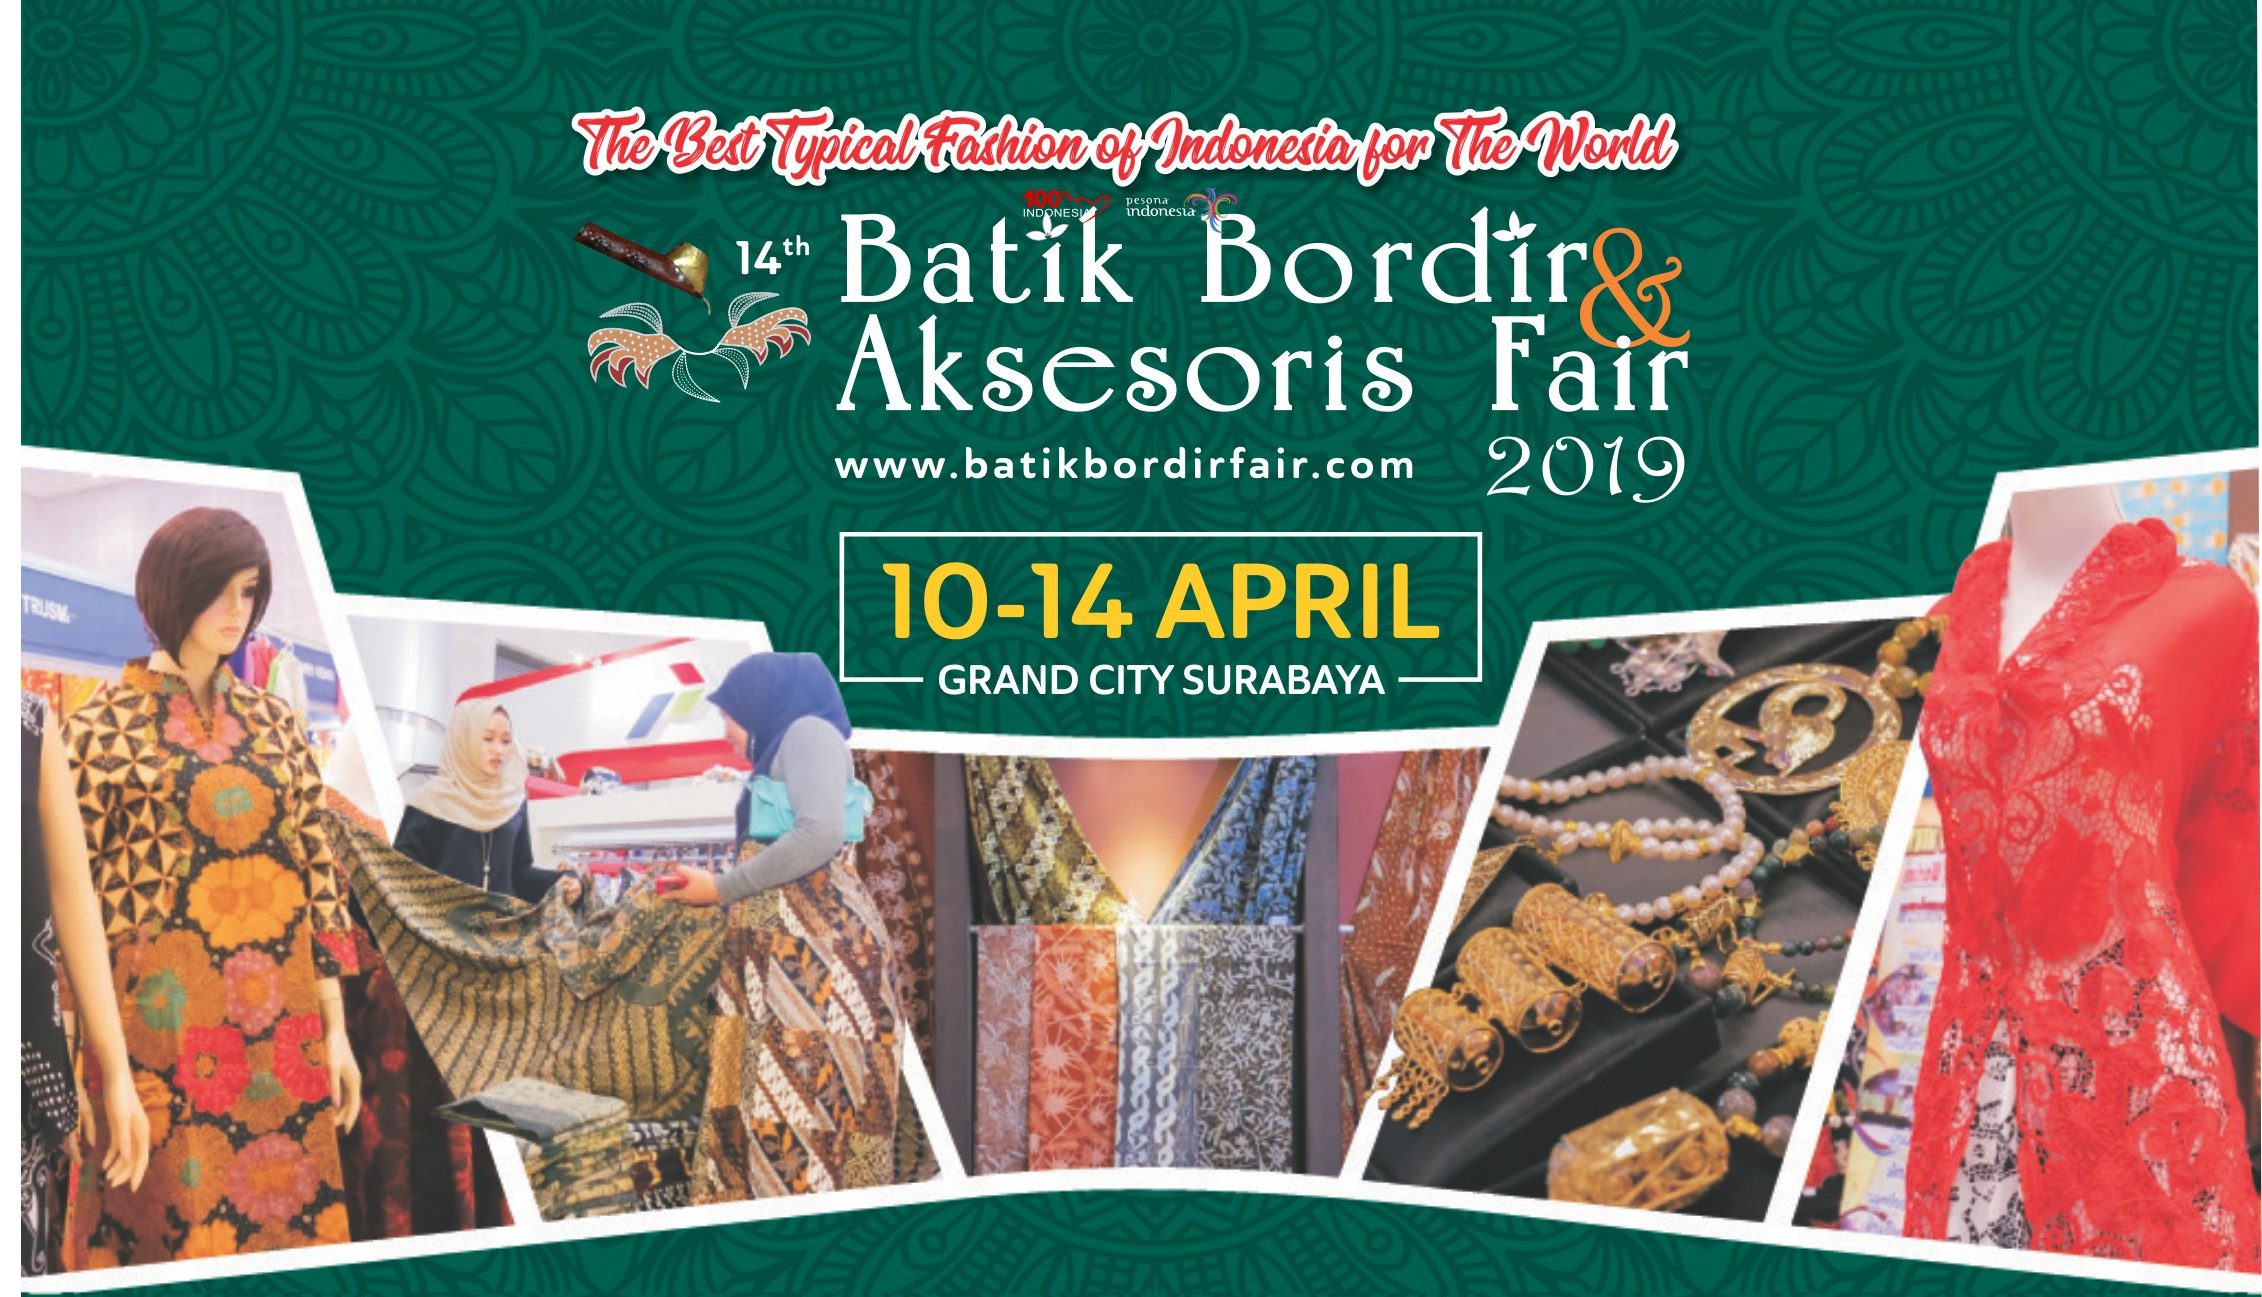 The Best Typical Fashion of Indonesia for The World
100% INDONESIA
pesona indonesia
14th Batik Bordir &
Aksesoris Fair
www.batikbordirfair.com 2019
10-14 APRIL
GRAND CITY SURABAYA
TRUSMI